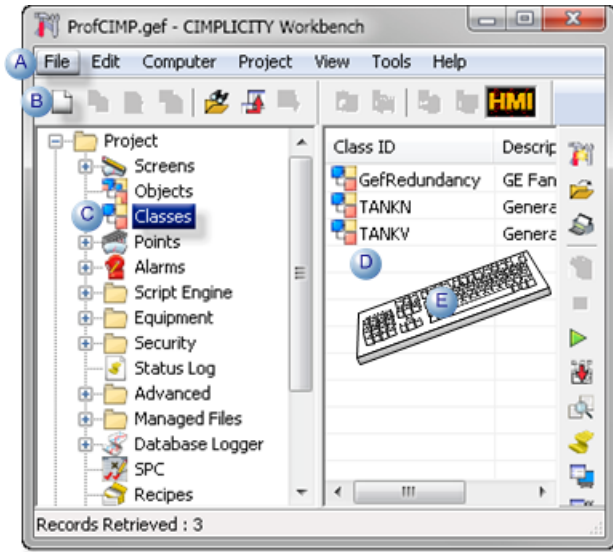 ProfCIMP.gef - CIMPLICITY Workbench
A File Edit Computer Project View Tools Help
B HMI
Project
Screens
Objects
C Classes
Points
Alarms
Script Engine
Equipment
Security
Status Log
Advanced
Managed Files
Database Logger
SPC
Recipes
Class ID Descrip
GefRedundancy GE Fan
TANKN Genera
TANKV Genera
D
E
Records Retrieved : 3